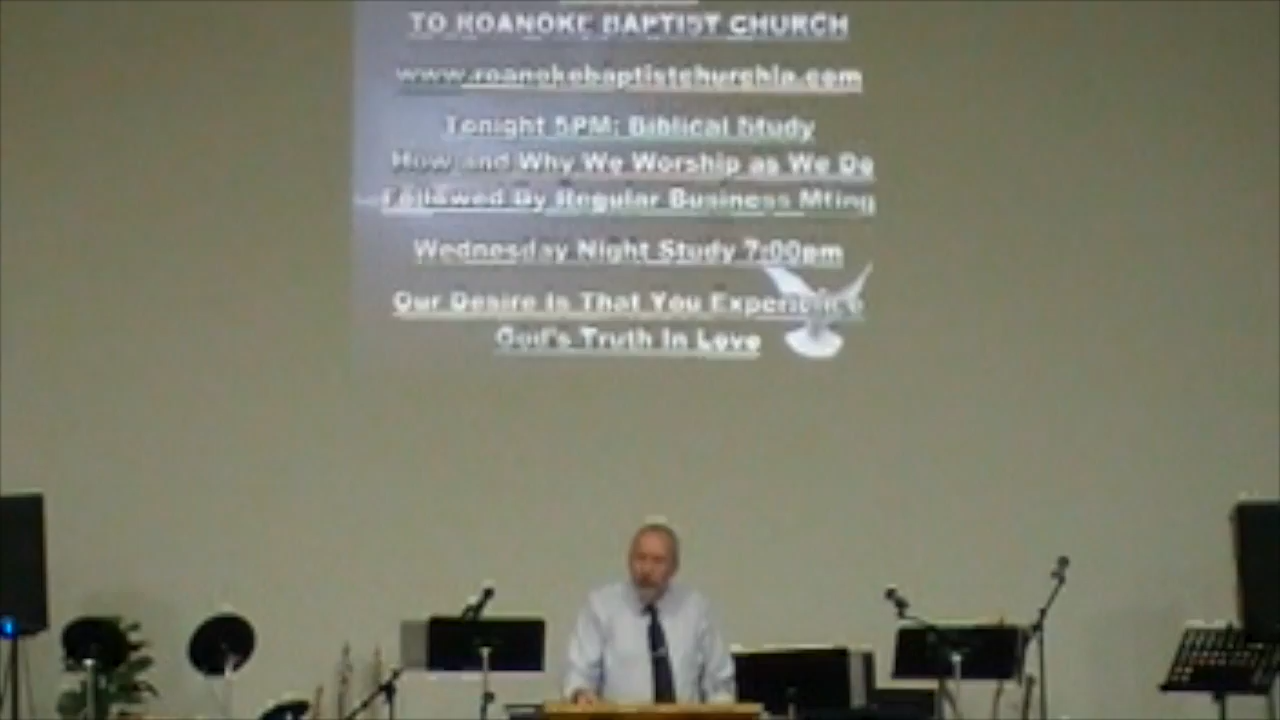 TO ROANOKE BAPTIST CHURCH
www.roanokebaptistchurchla.com
Tonight 5PM: Biblical Study
How and Why We Worship as We Do
Followed By Regular Business Mting
Wednesday Night Study 7:00pm
Our Desire Is That You Experience
God's Truth In Love